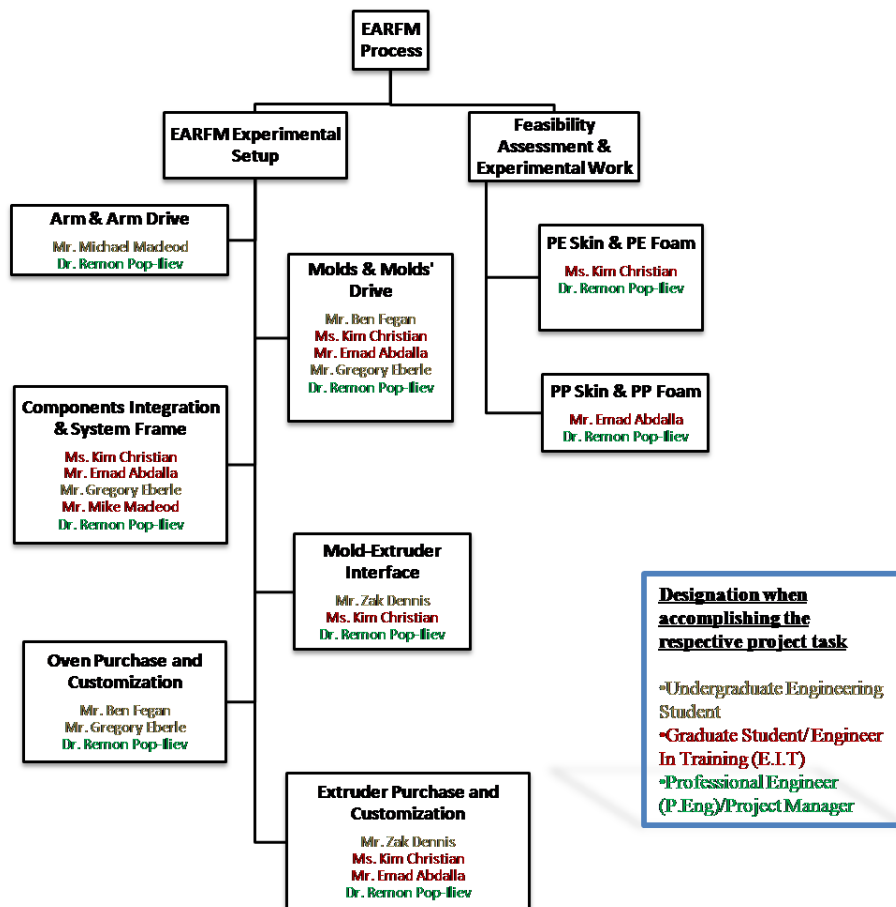 EARFM
Process
EARFM Experimental
Setup
Feasibility
Assessment &
Experimental Work
Arm & Arm Drive
Mr. Michael Macleod
Dr. Remon Pop-Iliev
Molds & Molds'
Drive
Mr. Ben Fegan
Ms. Kim Christian
Mr. Emad Abdalla
Mr. Gregory Eberle
Dr. Remon Pop-Iliev
PE Skin & PE Foam
Ms. Kim Christian
Dr. Remon Pop-Iliev
PP Skin & PP Foam
Mr. Emad Abdalla
Dr. Remon Pop-Iliev
Components Integration
& System Frame
Ms. Kim Christian
Mr. Emad Abdalla
Mr. Gregory Eberle
Mr. Mike Macleod
Dr. Remon Pop-Iliev
Mold-Extruder
Interface
Mr. Zak Dennis
Ms. Kim Christian
Dr. Remon Pop-Iliev
Oven Purchase and
Customization
Mr. Ben Fegan
Mr. Gregory Eberle
Dr. Remon Pop-Iliev
Extruder Purchase and
Customization
Mr. Zak Dennis
Ms. Kim Christian
Mr. Emad Abdalla
Dr. Remon Pop-Iliev
Designation when
accomplishing the
respective project task
•Undergraduate Engineering
Student
•Graduate Student/ Engineer
In Training (E.I.T)
•Professional Engineer
(P.Eng)/Project Manager